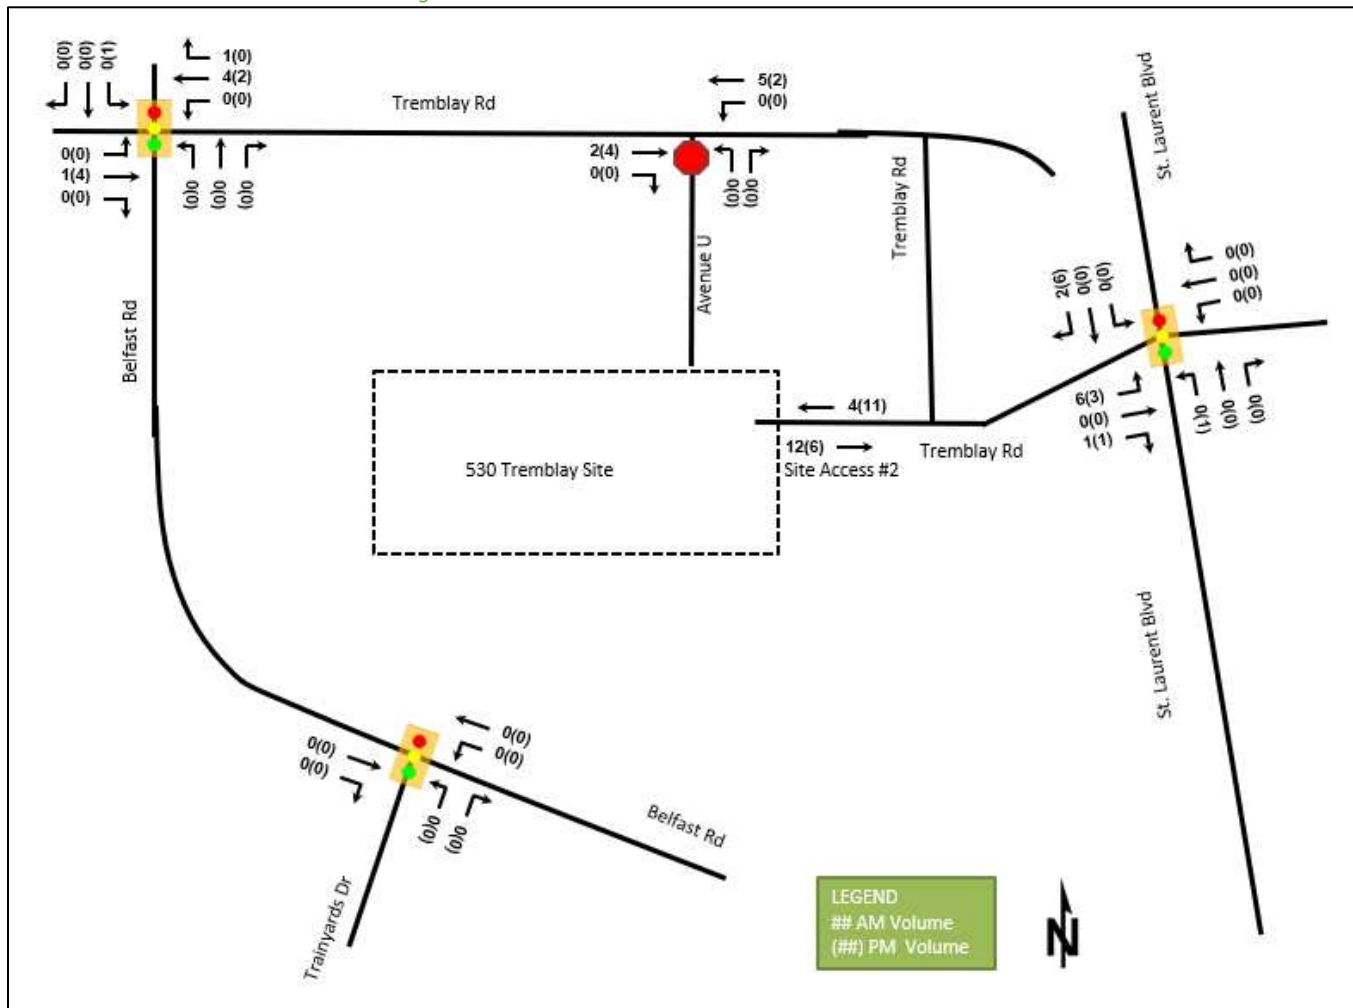 0(0)
0(0)
0(1)
1(0)
4(2)
0(0)
Tremblay Rd
5(2)
0(0)
0(0)
1(4)
0(0)
0(0)
0(0)
0(0)
2(4)
0(0)
0(0)
0(0)
St. Laurent Blvd
Tremblay Rd
Avenue U
Belfast Rd
2(6)
0(0)
0(0)
0(0)
0(0)
0(0)
6(3)
0(0)
1(1)
0(1)
0(0)
0(0)
4(11)
12(6)
Tremblay Rd
530 Tremblay Site
Site Access #2
St. Laurent Blvd
0(0)
0(0)
0(0)
0(0)
0(0)
0(0)
Belfast Rd
Trainyards Dr
LEGEND
## AM Volume
(##) PM Volume
N